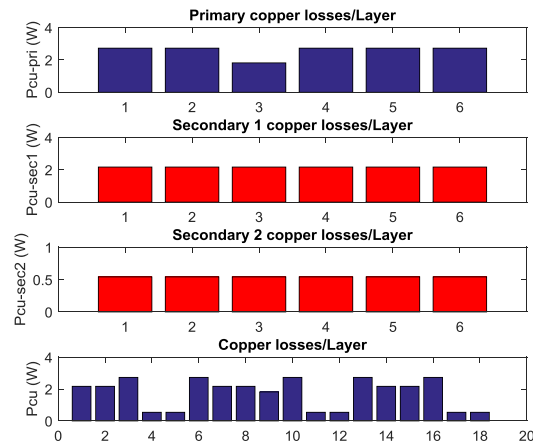 Primary copper losses/Layer
Pcu-pri (W)
4
2
0
1 2 3 4 5 6
Secondary 1 copper losses/Layer
Pcu-sec1 (W)
4
2
0
1 2 3 4 5 6
Secondary 2 copper losses/Layer
Pcu-sec2 (W)
1
0.5
0
1 2 3 4 5 6
Copper losses/Layer
Pcu (W)
4
2
0
0 2 4 6 8 10 12 14 16 18 20